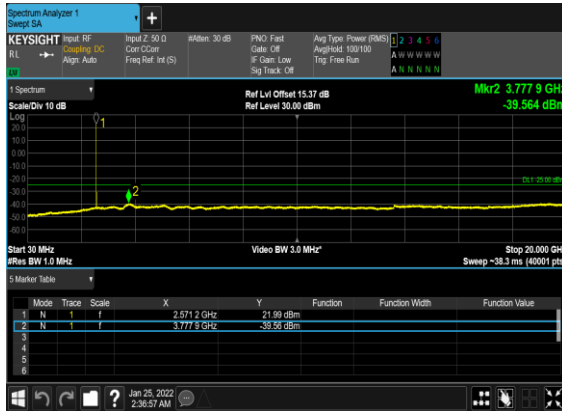 Spectrum Analyzer 1
Swept SA
+
KEYSIGHT Input: RF Input Z: 50 Ω #Atten: 30 dB PNO: Fast Avg Type: Power (RMS) 1 2 3 4 5 6
RL Coupling: DC Corr CCorr Gate: Off Avg|Hold: 100/100 A W W W W W
Align: Auto Freq Ref: Int (S) IF Gain: Low Trig: Free Run
LXI Sig Track: Off A N N N N N
1 Spectrum Ref Lvl Offset 15.37 dB Mkr2 3.777 9 GHz
Scale/Div 10 dB Ref Level 30.00 dBm -39.564 dBm
Log
20.0
10.0
0.00
-10.0
-20.0
-30.0
-40.0
-50.0
-60.0
1
2
DL1 -25.00 dBm
Start 30 MHz Video BW 3.0 MHz* Stop 20.000 GHz
#Res BW 1.0 MHz Sweep ~38.3 ms (40001 pts)
5 Marker Table
Mode Trace Scale X Y Function Function Width Function Value
1 N 1 f 2.571 2 GHz 21.99 dBm
2 N 1 f 3.777 9 GHz -39.56 dBm
3
4
5
6
? Jan 25, 2022
2:36:57 AM